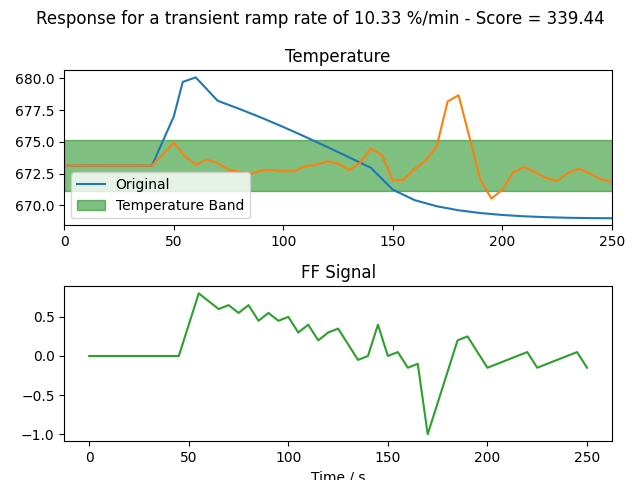 Response for a transient ramp rate of 10.33 %/min - Score = 339.44
Temperature
680.0
677.5
675.0
672.5
670.0
Original
Temperature Band
0 50 100 150 200 250
FF Signal
0.5
0.0
−0.5
−1.0
0 50 100 150 200 250
Time / s